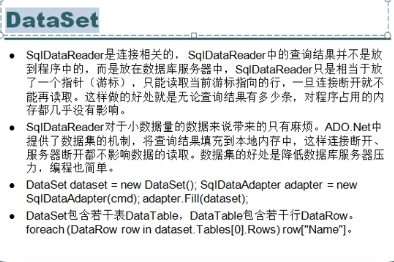 DataSet
SqlDataReader是连接相关的，SqlDataReader中的查询结果并不是放
到程序中的，而是放在数据库服务器中，SqlDataReader只是相当于放
了一个指针（游标），只能读取当前游标指向的行，一旦连接断开就不
能再读取。这样做的好处就是无论查询结果有多少条，对程序占用的内
存都几乎没有影响。
SqlDataReader对于小数据量的数据来说带来的只有麻烦。ADO.Net中
提供了数据集的机制，将查询结果填充到本地内存中，这样连接断开、
服务器断开都不影响数据的读取。数据集的好处是降低数据库服务器压
力，编程也简单。
DataSet dataset = new DataSet(); SqlDataAdapter adapter = new
SqlDataAdapter(cmd); adapter.Fill(dataset);
DataSet包含若干表DataTable，DataTable包含若干行DataRow。
foreach (DataRow row in dataset.Tables[0].Rows) row["Name"]。